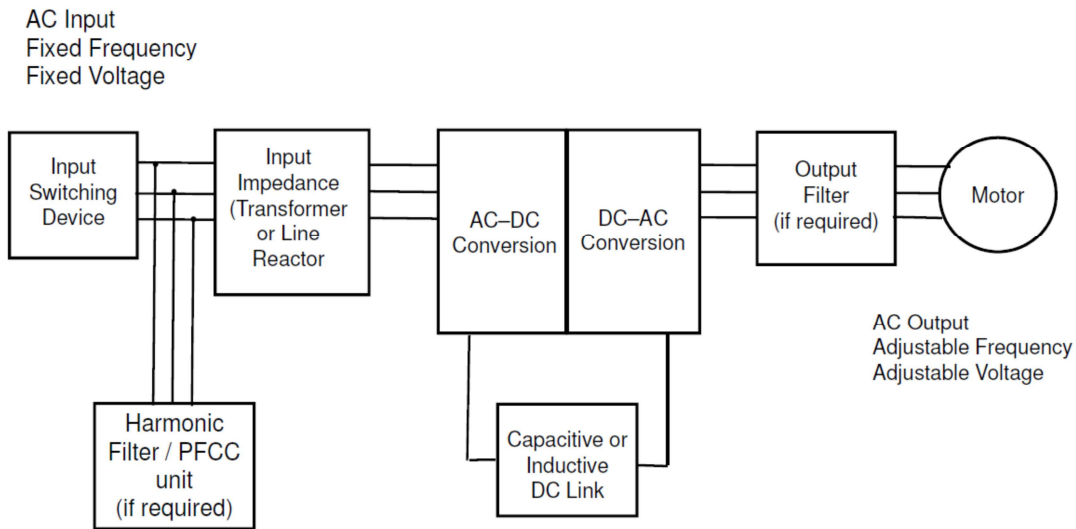 AC Input
Fixed Frequency
Fixed Voltage
Input
Switching
Device
Input
Impedance
(Transformer
or Line
Reactor
AC–DC
Conversion
DC–AC
Conversion
Output
Filter
(if required)
Motor
AC Output
Adjustable Frequency
Adjustable Voltage
Harmonic
Filter / PFCC
unit
(if required)
Capacitive or
Inductive
DC Link